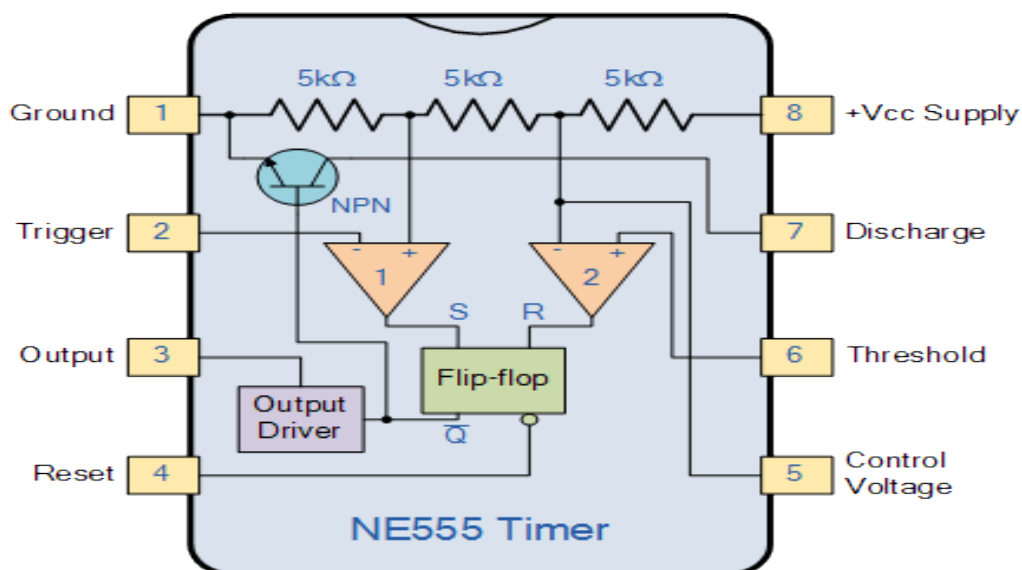 5kΩ 5kΩ 5kΩ
Ground 1
8 +Vcc Supply
NPN
Trigger 2
7 Discharge
- +
- +
1
2
S R
Output 3
6 Threshold
Flip-flop
Output
Driver
Q̅
Reset 4
5 Control
Voltage
NE555 Timer